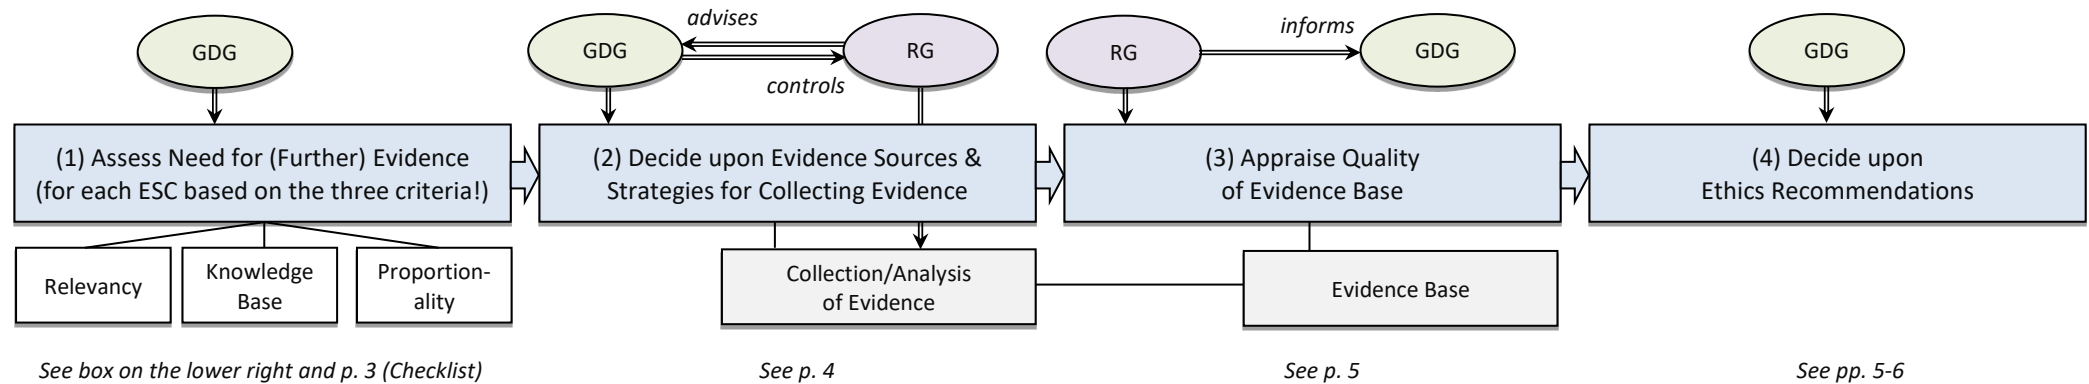 advises
informs
GDG
GDG
RG
RG
GDG
GDG
controls
(1) Assess Need for (Further) Evidence
(for each ESC based on the three criteria!)
(2) Decide upon Evidence Sources &
Strategies for Collecting Evidence
(3) Appraise Quality
of Evidence Base
(4) Decide upon
Ethics Recommendations
Relevancy
Knowledge
Base
Proportion-
ality
Collection/Analysis
of Evidence
Evidence Base
See box on the lower right and p. 3 (Checklist)
See p. 4
See p. 5
See pp. 5-6